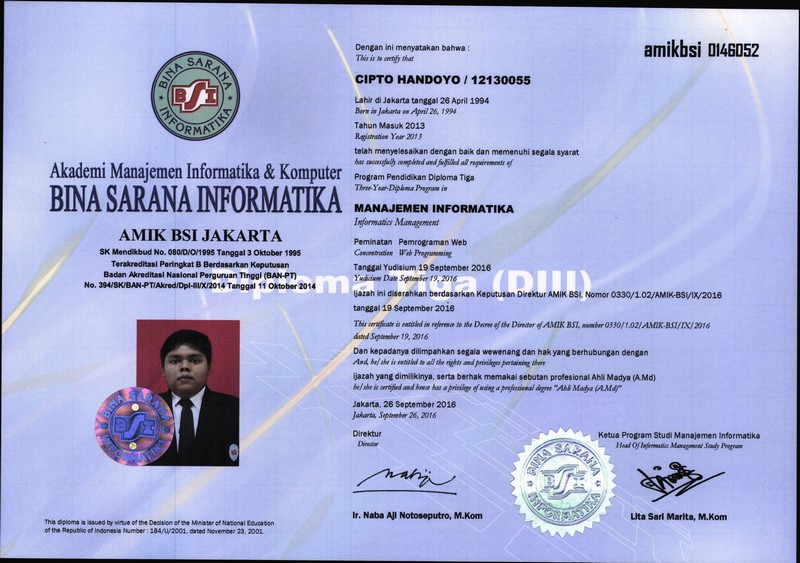 BINA SARANA
BSI
INFORMATIKA
Akademi Manajemen Informatika & Komputer
BINA SARANA INFORMATIKA
AMIK BSI JAKARTA
SK Mendikbud No. 080/D/O/1995 Tanggal 3 Oktober 1995
Terakreditasi Peringkat B Berdasarkan Keputusan
Badan Akreditasi Nasional Perguruan Tinggi (BAN-PT)
No. 394/SK/BAN-PT/Akred/Dpl-III/X/2014 Tanggal 11 Oktober 2014
BINA SARANA
BSI
INFORMATIKA
This diploma is issued by virtue of the Decision of the Minister of National Education
of the Republic of Indonesia Number : 184/U/2001, dated November 23, 2001.
amikbsi 0146052
Dengan ini menyatakan bahwa :
This is to certify that
CIPTO HANDOYO / 12130055
Lahir di Jakarta tanggal 26 April 1994
Born in Jakarta on April 26, 1994
Tahun Masuk 2013
Registration Year 2013
telah menyelesaikan dengan baik dan memenuhi segala syarat
has successfully completed and fulfilled all requirements of
Program Pendidikan Diploma Tiga
Three-Year-Diploma Program in
MANAJEMEN INFORMATIKA
Informatics Management
Peminatan Pemrograman Web
Concentration Web Programming
Tanggal Yudisium 19 September 2016
Yudicium Date September 19, 2016
Diploma Tiga (DIII)
Ijazah ini diserahkan berdasarkan Keputusan Direktur AMIK BSI, Nomor 0330/1.02/AMIK-BSI/IX/2016
tanggal 19 September 2016
This certificate is entitled in reference to the Decree of the Director of AMIK BSI, number 0330/1.02/AMIK-BSI/IX/2016
dated September 19, 2016
Dan kepadanya dilimpahkan segala wewenang dan hak yang berhubungan dengan
And, he/she is entitled to all the rights and privileges pertaining there
ijazah yang dimilikinya, serta berhak memakai sebutan profesional Ahli Madya (A.Md)
he/she is certified and hence has a privilege of using a professional degree "Ahli Madya (A.Md)"
Jakarta, 26 September 2016
Jakarta, September 26, 2016
Direktur
Director
Ir. Naba Aji Notoseputro, M.Kom
BINA SARANA
BSI
INFORMATIKA
Ketua Program Studi Manajemen Informatika
Head Of Informatics Management Study Program
Lita Sari Marita, M.Kom